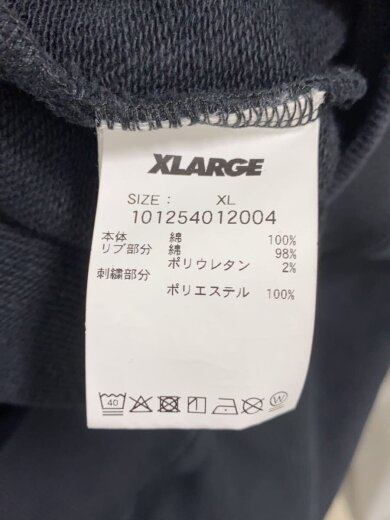 XLARGE
SIZE : XL
101254012004
本体 綿 100%
リブ部分 綿 98%
ポリウレタン 2%
刺繍部分
ポリエステル 100%
40
W